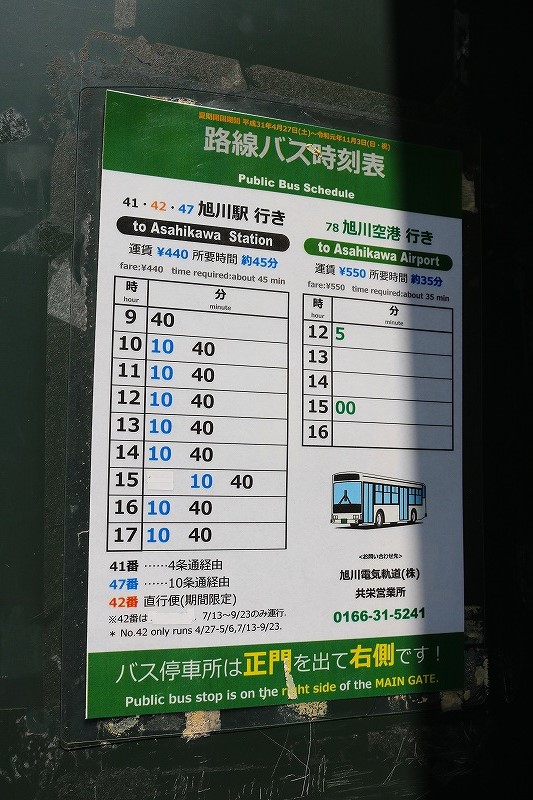 夏期開園期間 平成31年4月27日(土)〜令和元年11月3日(日・祝)
路線バス時刻表
Public Bus Schedule
41・42・47 旭川駅 行き
to Asahikawa Station
運賃 ¥440 所要時間 約45分
fare:¥440 time required:about 45 min
時 hour 分 minute
9 40
10 10 40
11 10 40
12 10 40
13 10 40
14 10 40
15 10 40
16 10 40
17 10 40
41番 ……4条通経由
47番 ……10条通経由
42番 直行便(期間限定)
※42番は . 7/13~9/23のみ運行.
* No.42 only runs 4/27-5/6,7/13-9/23.
78 旭川空港 行き
to Asahikawa Airport
運賃 ¥550 所要時間 約35分
fare:¥550 time required:about 35 min
時 hour 分 minute
12 5
13
14
15 00
16
<お問い合わせ先>
旭川電気軌道(株)
共栄営業所
0166-31-5241
バス停車所は正門を出て右側です!
Public bus stop is on the right side of the MAIN GATE.